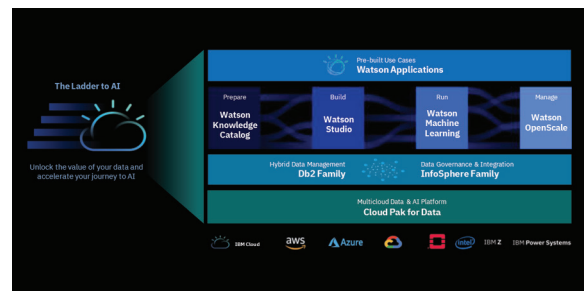 The Ladder to AI
Unlock the value of your data and
accelerate your journey to AI
Pre-built Use Cases
Watson Applications
Prepare
Watson
Knowledge
Catalog
Build
Watson
Studio
Run
Watson
Machine
Learning
Manage
Watson
OpenScale
Hybrid Data Management
Db2 Family
Data Governance & Integration
InfoSphere Family
Multicloud Data & AI Platform
Cloud Pak for Data
IBM Cloud
aws
Azure
intel
IBM Z
IBM Power Systems